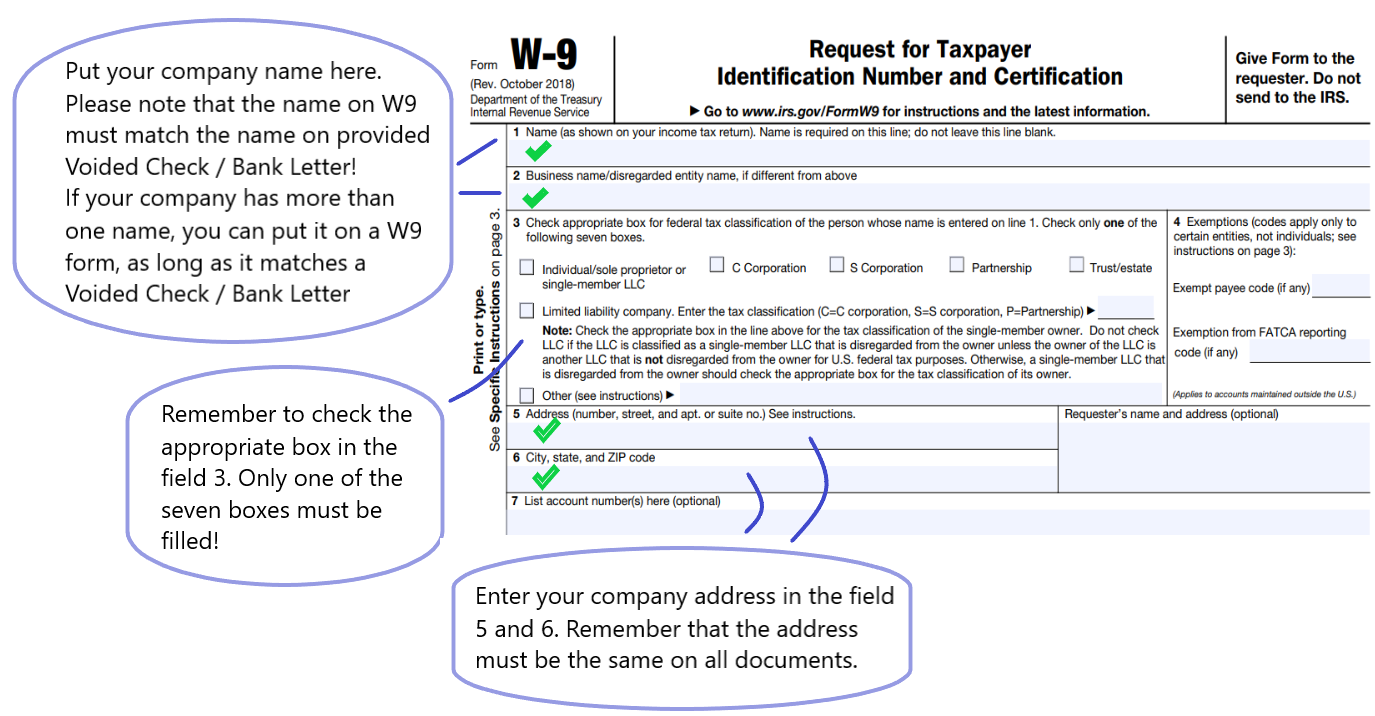 Put your company name here.
Please note that the name on W9
must match the name on provided
Voided Check / Bank Letter!
If your company has more than
one name, you can put it on a W9
form, as long as it matches a
Voided Check / Bank Letter
Form W-9
(Rev. October 2018)
Department of the Treasury
Internal Revenue Service
Request for Taxpayer
Identification Number and Certification
▶ Go to www.irs.gov/FormW9 for instructions and the latest information.
Give Form to the
requester. Do not
send to the IRS.
Print or type.
See Specific Instructions on page 3.
1 Name (as shown on your income tax return). Name is required on this line; do not leave this line blank.
2 Business name/disregarded entity name, if different from above
3 Check appropriate box for federal tax classification of the person whose name is entered on line 1. Check only one of the
following seven boxes.
Individual/sole proprietor or
single-member LLC
C Corporation
S Corporation
Partnership
Trust/estate
Limited liability company. Enter the tax classification (C=C corporation, S=S corporation, P=Partnership) ▶
Note: Check the appropriate box in the line above for the tax classification of the single-member owner. Do not check
LLC if the LLC is classified as a single-member LLC that is disregarded from the owner unless the owner of the LLC is
another LLC that is not disregarded from the owner for U.S. federal tax purposes. Otherwise, a single-member LLC that
is disregarded from the owner should check the appropriate box for the tax classification of its owner.
Other (see instructions) ▶
4 Exemptions (codes apply only to
certain entities, not individuals; see
instructions on page 3):
Exempt payee code (if any)
Exemption from FATCA reporting
code (if any)
(Applies to accounts maintained outside the U.S.)
5 Address (number, street, and apt. or suite no.) See instructions.
Requester's name and address (optional)
6 City, state, and ZIP code
7 List account number(s) here (optional)
Remember to check the
appropriate box in the
field 3. Only one of the
seven boxes must be
filled!
Enter your company address in the field
5 and 6. Remember that the address
must be the same on all documents.